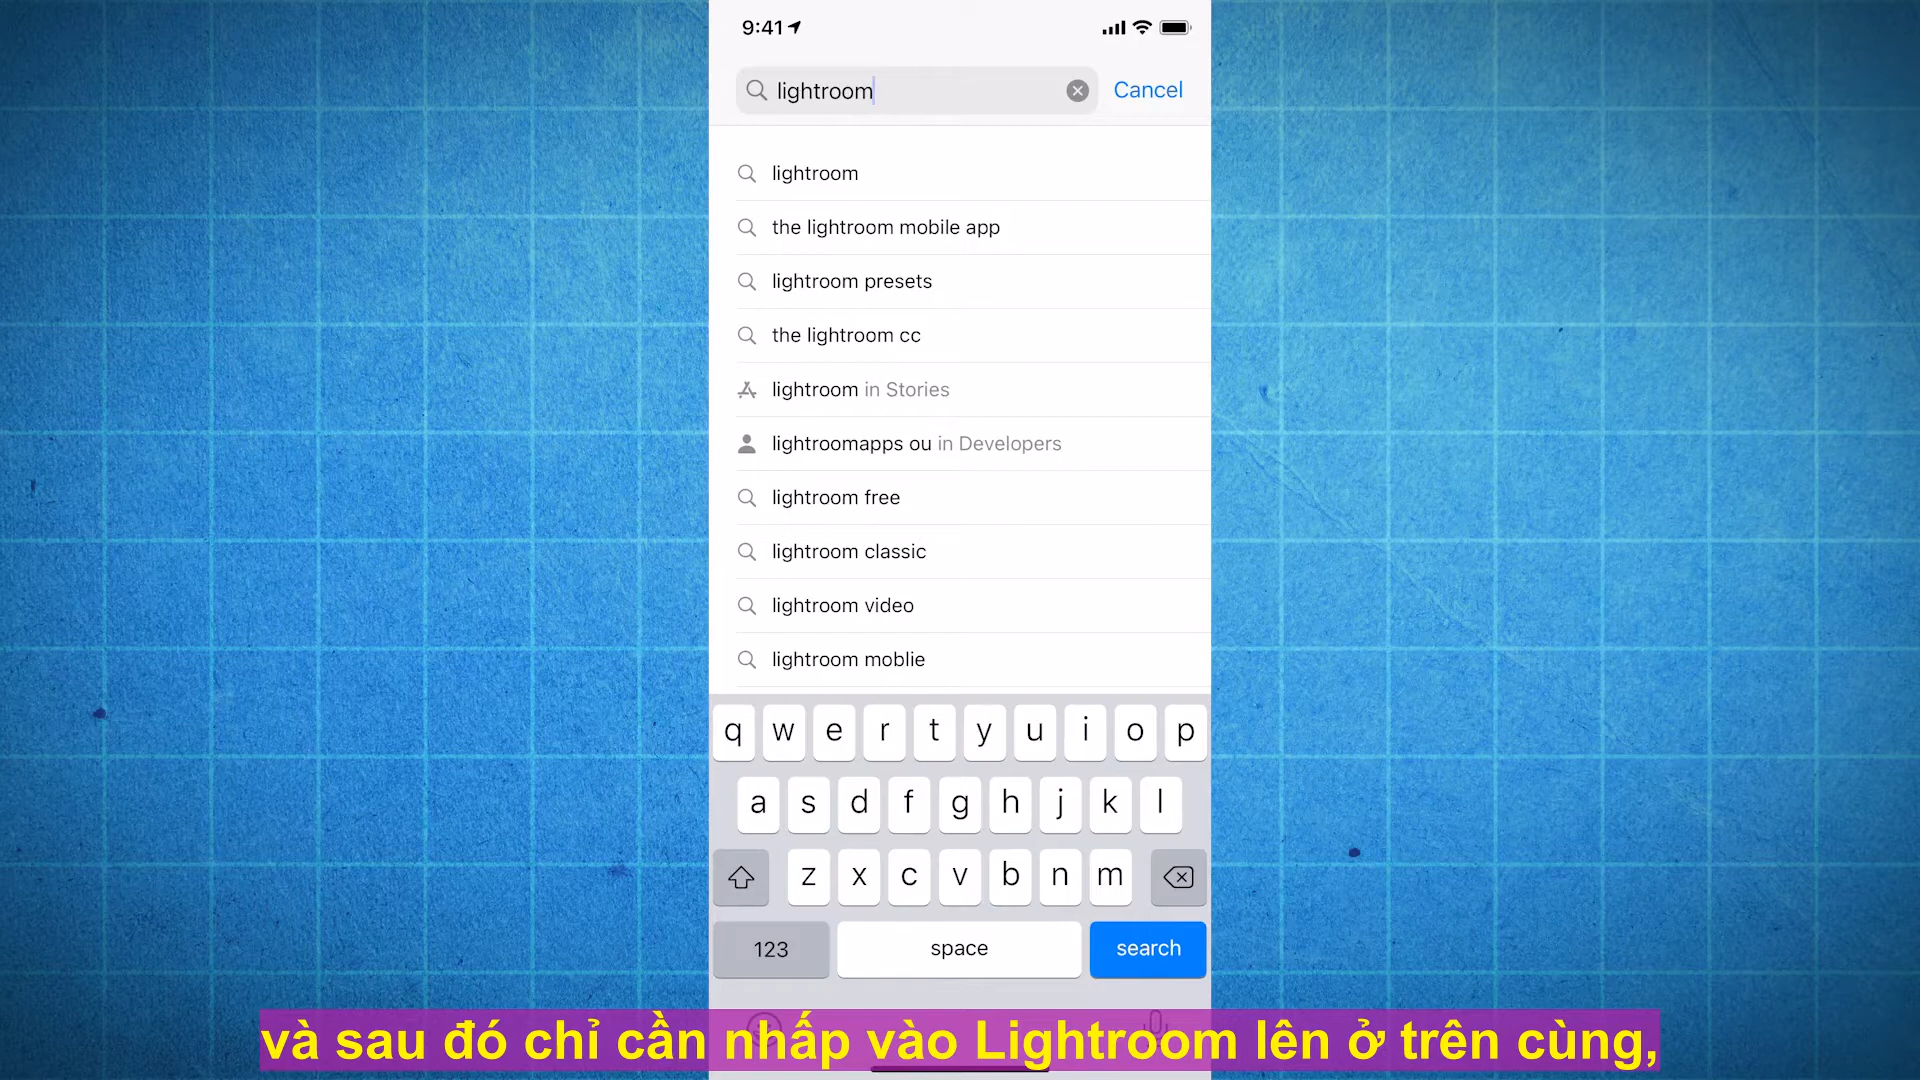 9:41
lightroom
Cancel
lightroom
the lightroom mobile app
lightroom presets
the lightroom cc
lightroom in Stories
lightroomapps ou in Developers
lightroom free
lightroom classic
lightroom video
lightroom moblie
q w e r t y u i o p
a s d f g h j k l
z x c v b n m
123 space search
và sau đó chỉ cần nhấp vào Lightroom lên ở trên cùng,